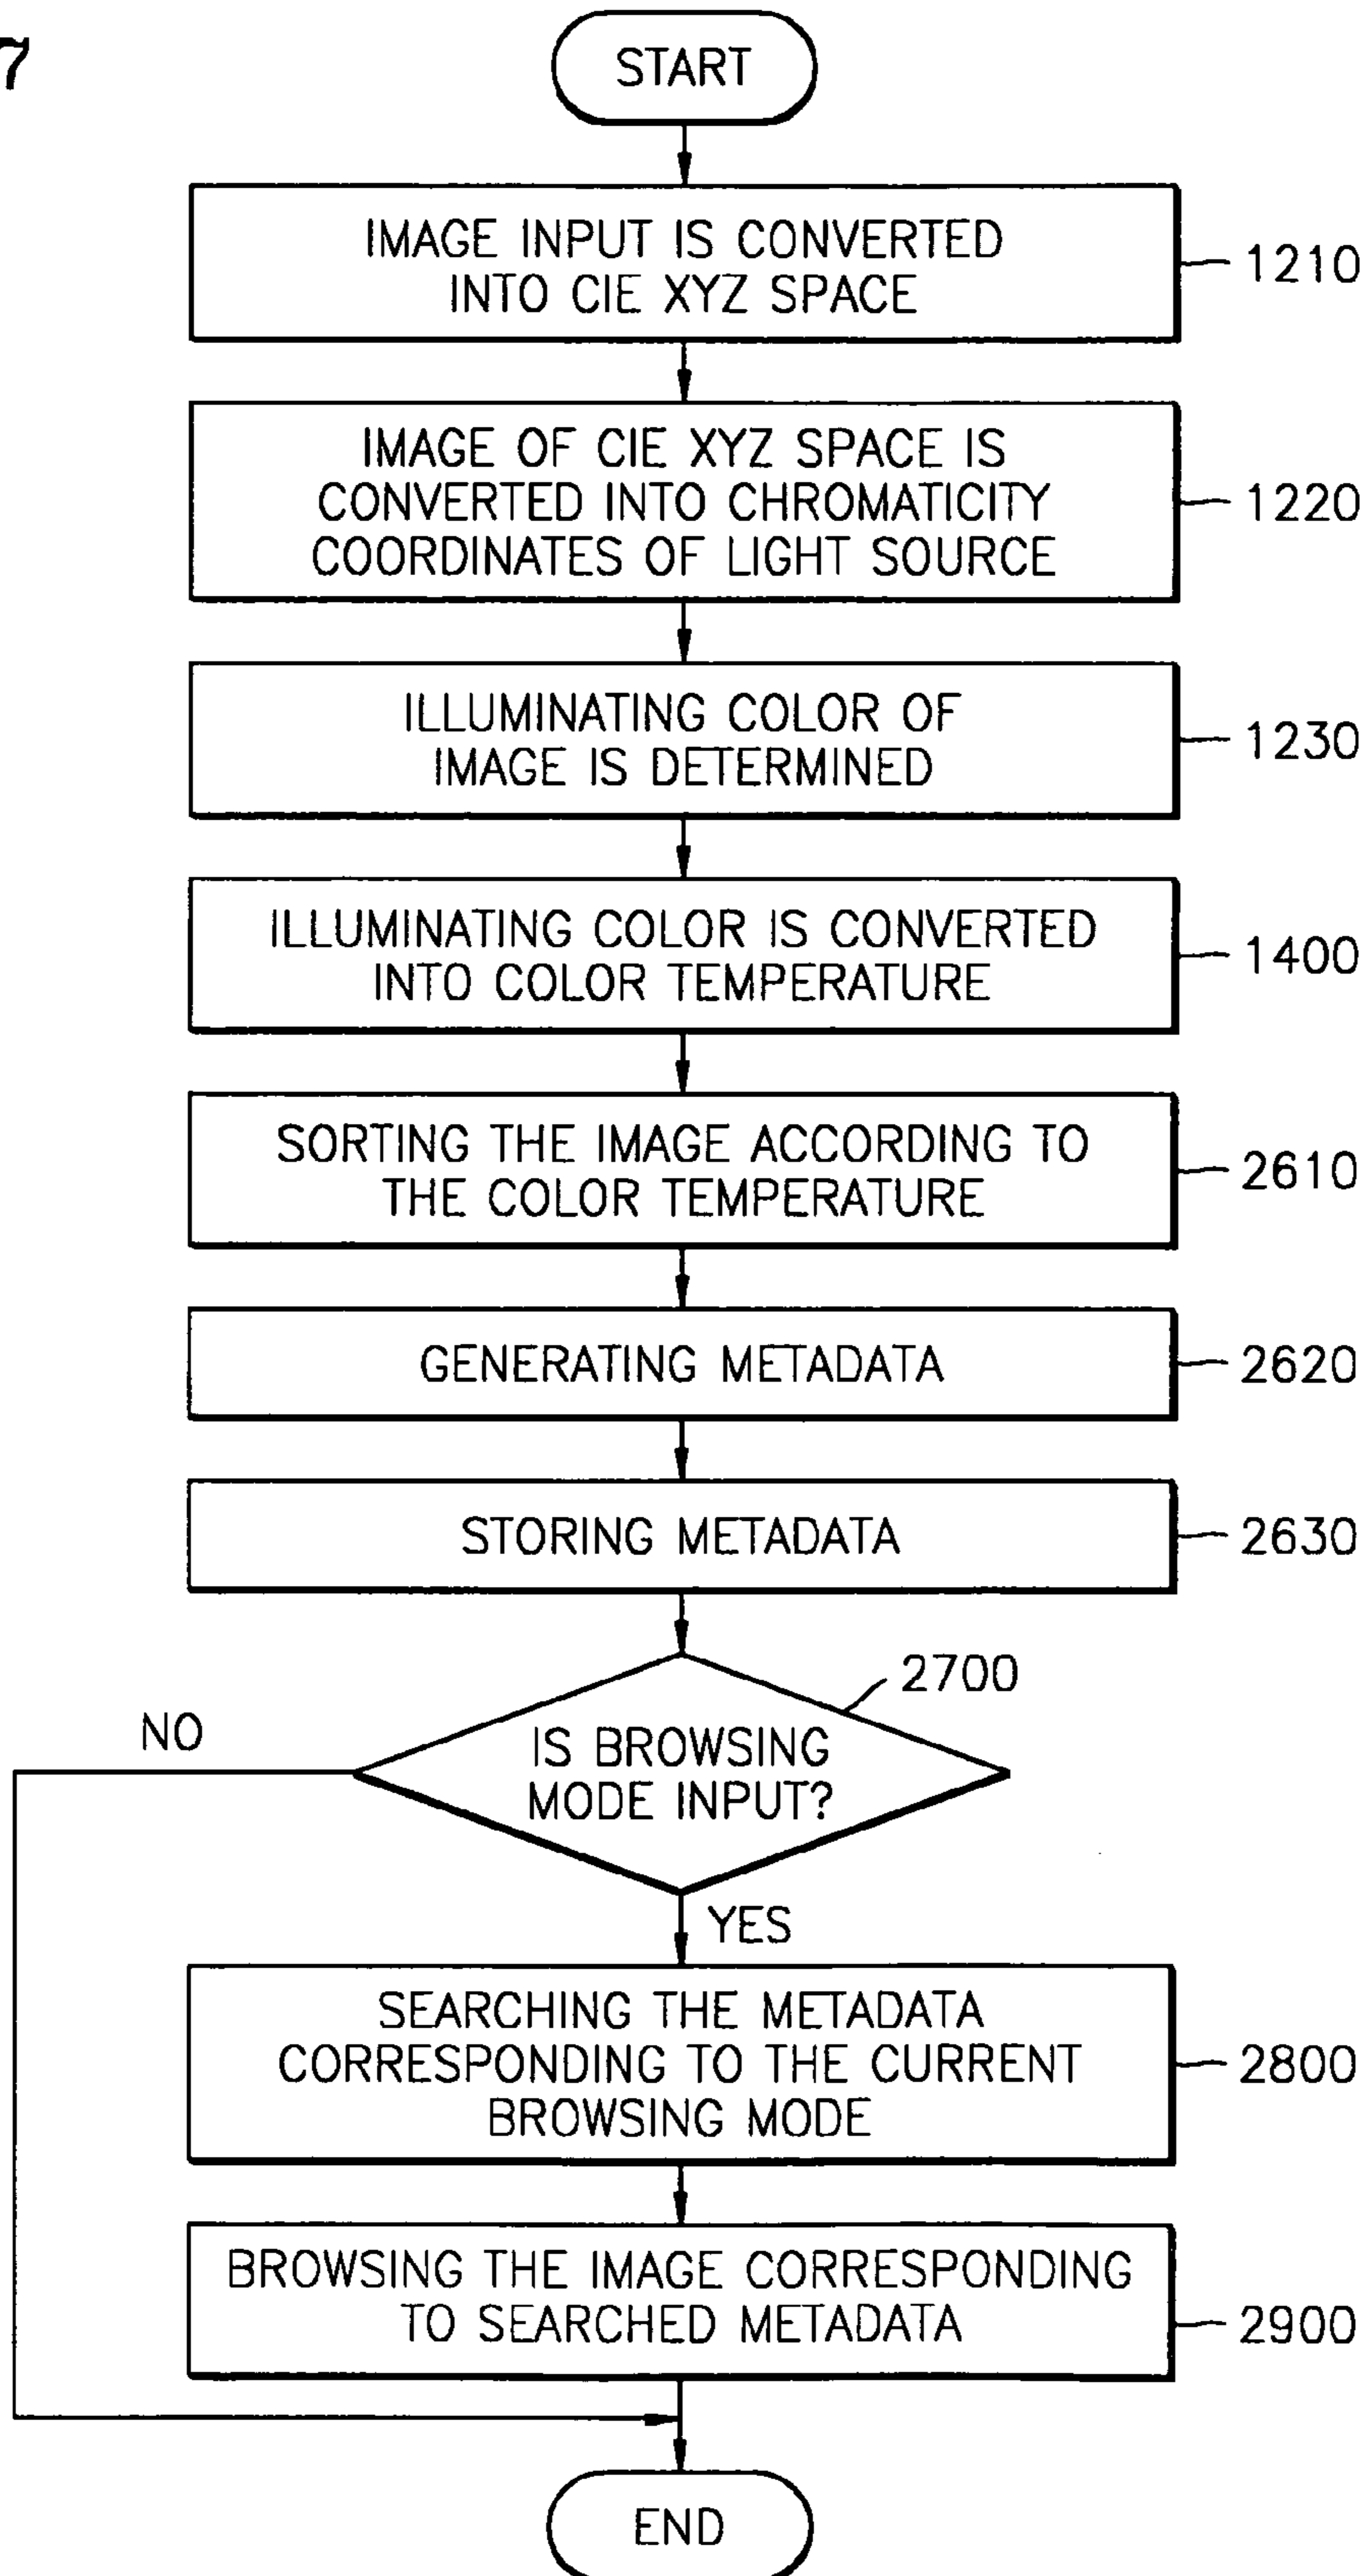 7
START
IMAGE INPUT IS CONVERTED
INTO CIE XYZ SPACE
1210
IMAGE OF CIE XYZ SPACE IS
CONVERTED INTO CHROMATICITY
COORDINATES OF LIGHT SOURCE
1220
ILLUMINATING COLOR OF
IMAGE IS DETERMINED
1230
ILLUMINATING COLOR IS CONVERTED
INTO COLOR TEMPERATURE
1400
SORTING THE IMAGE ACCORDING TO
THE COLOR TEMPERATURE
2610
GENERATING METADATA
2620
STORING METADATA
2630
2700
NO
IS BROWSING
MODE INPUT?
YES
SEARCHING THE METADATA
CORRESPONDING TO THE CURRENT
BROWSING MODE
2800
BROWSING THE IMAGE CORRESPONDING
TO SEARCHED METADATA
2900
END